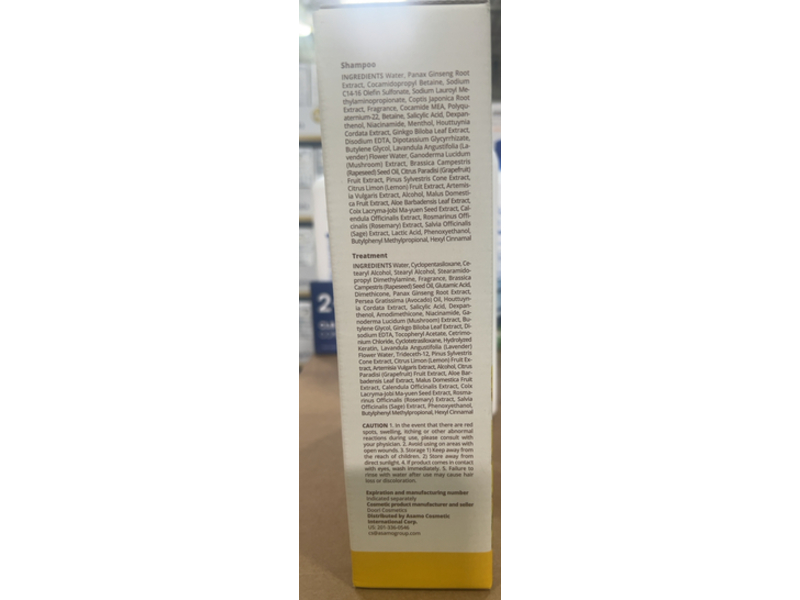 Shampoo
INGREDIENTS Water, Panax Ginseng Root
Extract, Cocamidopropyl Betaine, Sodium
C14-16 Olefin Sulfonate, Sodium Lauroyl Me-
thylaminopropionate, Coptis Japonica Root
Extract, Fragrance, Cocamide MEA, Polyqu-
aternium-22, Betaine, Salicylic Acid, Dexpan-
thenol, Niacinamide, Menthol, Houttuynia
Cordata Extract, Ginkgo Biloba Leaf Extract,
Disodium EDTA, Dipotassium Glycyrrhizate,
Butylene Glycol, Lavandula Angustifolia (La-
vender) Flower Water, Ganoderma Lucidum
(Mushroom) Extract, Brassica Campestris
(Rapeseed) Seed Oil, Citrus Paradisi (Grapefruit)
Fruit Extract, Pinus Sylvestris Cone Extract,
Citrus Limon (Lemon) Fruit Extract, Artemis-
ia Vulgaris Extract, Alcohol, Malus Domesti-
ca Fruit Extract, Aloe Barbadensis Leaf Extract,
Coix Lacryma-Jobi Ma-yuen Seed Extract, Cal-
endula Officinalis Extract, Rosmarinus Offi-
cinalis (Rosemary) Extract, Salvia Officinalis
(Sage) Extract, Lactic Acid, Phenoxyethanol,
Butylphenyl Methylpropional, Hexyl Cinnamal
Treatment
INGREDIENTS Water, Cyclopentasiloxane, Ce-
tearyl Alcohol, Stearyl Alcohol, Stearamido-
propyl Dimethylamine, Fragrance, Brassica
Campestris (Rapeseed) Seed Oil, Glutamic Acid,
Dimethicone, Panax Ginseng Root Extract,
Persea Gratissima (Avocado) Oil, Houttuyn-
ia Cordata Extract, Salicylic Acid, Dexpan-
thenol, Amodimethicone, Niacinamide, Ga-
noderma Lucidum (Mushroom) Extract, Bu-
tylene Glycol, Ginkgo Biloba Leaf Extract, Di-
sodium EDTA, Tocopheryl Acetate, Cetrimo-
nium Chloride, Cyclotetrasiloxane, Hydrolyzed
Keratin, Lavandula Angustifolia (Lavender)
Flower Water, Trideceth-12, Pinus Sylvestris
Cone Extract, Citrus Limon (Lemon) Fruit Ex-
tract, Artemisia Vulgaris Extract, Alcohol, Citrus
Paradisi (Grapefruit) Fruit Extract, Aloe Bar-
badensis Leaf Extract, Malus Domestica Fruit
Extract, Calendula Officinalis Extract, Coix
Lacryma-Jobi Ma-yuen Seed Extract, Rosma-
rinus Officinalis (Rosemary) Extract, Salvia
Officinalis (Sage) Extract, Phenoxyethanol,
Butylphenyl Methylpropional, Hexyl Cinnamal
CAUTION 1. In the event that there are red
spots, swelling, itching or other abnormal
reactions during use, please consult with
your physician. 2. Avoid using on areas with
open wounds. 3. Storage 1) Keep away from
the reach of children. 2) Store away from
direct sunlight. 4. If product comes in contact
with eyes, wash immediately. 5. Failure to
rinse with water after use may cause hair
loss or discoloration.
Expiration and manufacturing number
Indicated separately
Cosmetic product manufacturer and seller
Doori Cosmetics
Distributed by Asamo Cosmetic
International Corp.
US: 201-336-0046
cs@asamogroup.com
2